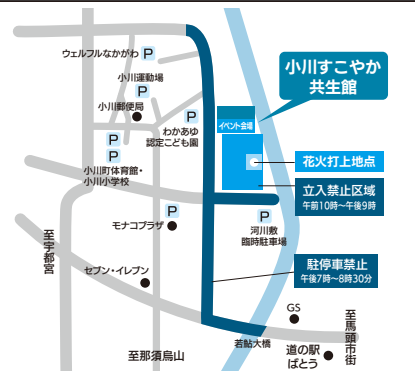 ウェルフルなかがわ P
小川運動場
P
小川郵便局
P
わかあゆ
認定こども園
P
P
小川町体育館・
小川小学校
小川すこやか
共生館
イベント会場
花火打上地点
立入禁止区域
午前10時～午後9時
P
モナコプラザ
P
河川敷
臨時駐車場
至宇都宮
セブン・イレブン
駐停車禁止
午後7時～8時30分
GS
至馬頭市街
若鮎大橋
道の駅
ばとう
至那須烏山